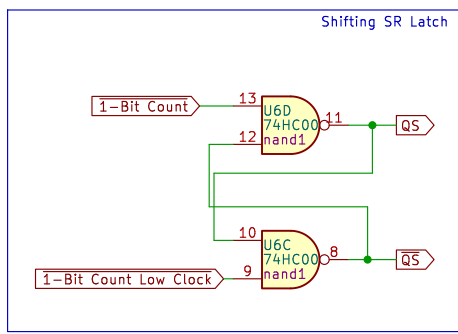 Shifting SR Latch
1-Bit Count
13
U6D
74HC00
nand1
12
11
QS
10
U6C
74HC00
nand1
9
8
QS
1-Bit Count Low Clock